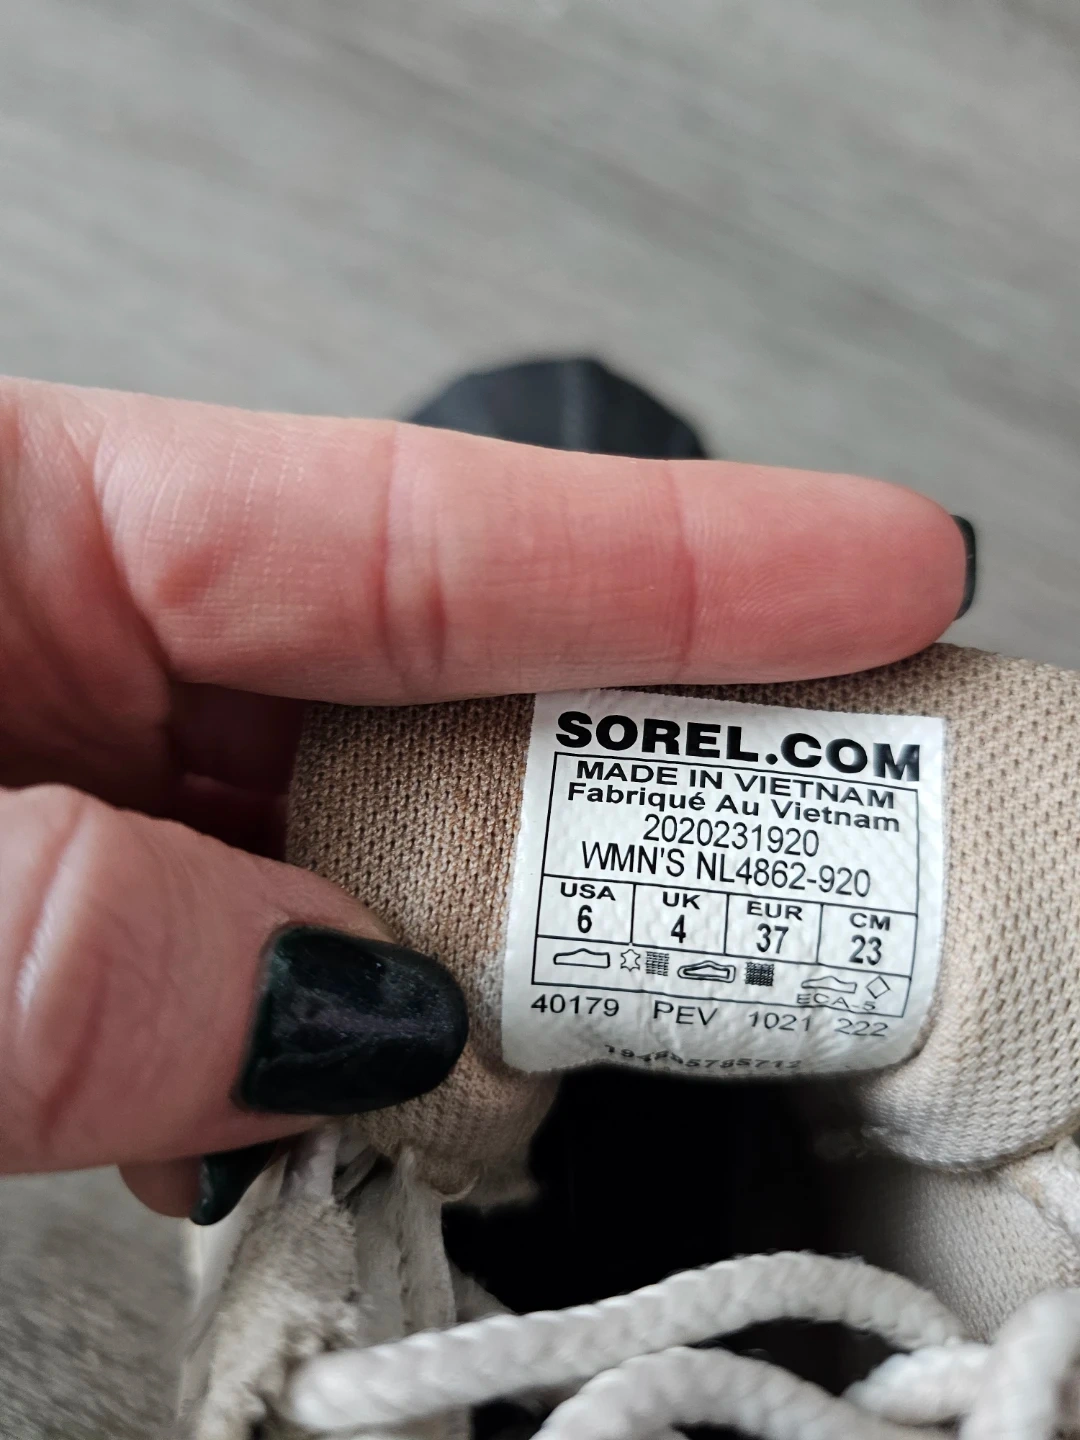 SOREL.COM
MADE IN VIETNAM
Fabriqué Au Vietnam
2020231920
WMN'S NL4862-920
USA UK EUR CM
6 4 37 23
ECA-5
40179 PEV 1021 222